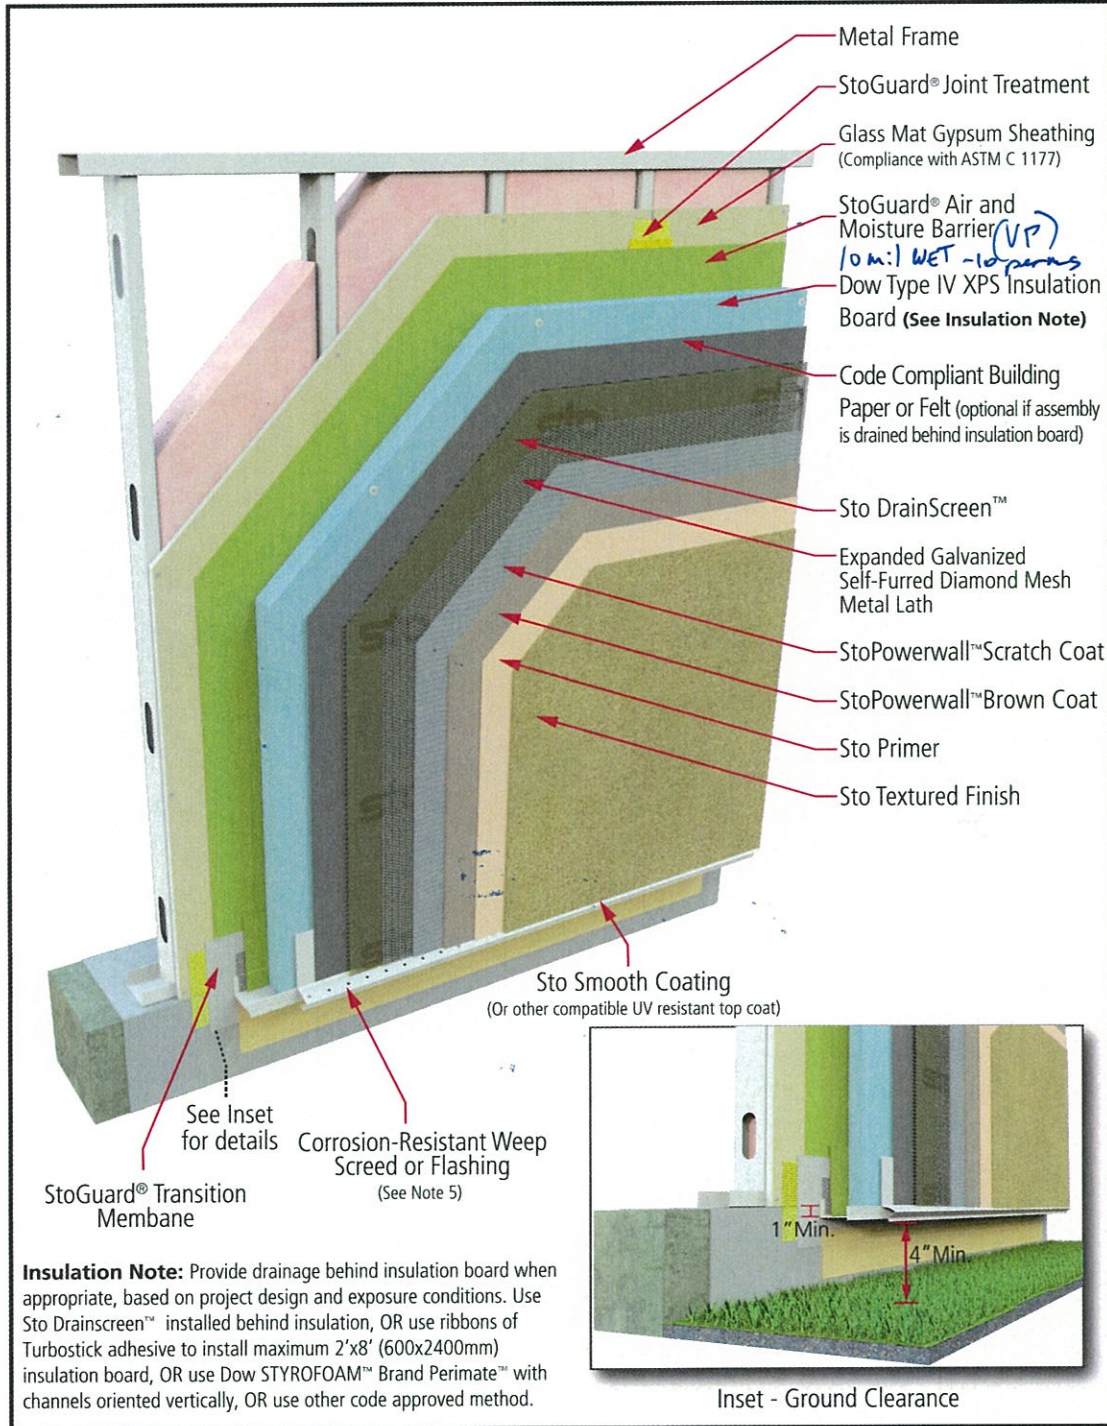 Metal Frame
StoGuard® Joint Treatment
Glass Mat Gypsum Sheathing
(Compliance with ASTM C 1177)
StoGuard® Air and
Moisture Barrier (VP)
10 mil WET - 10 perms
Dow Type IV XPS Insulation
Board (See Insulation Note)
Code Compliant Building
Paper or Felt (optional if assembly
is drained behind insulation board)
Sto DrainScreen™
Expanded Galvanized
Self-Furred Diamond Mesh
Metal Lath
StoPowerwall™ Scratch Coat
StoPowerwall™ Brown Coat
Sto Primer
Sto Textured Finish
Sto Smooth Coating
(Or other compatible UV resistant top coat)
See Inset
for details
Corrosion-Resistant Weep
Screed or Flashing
(See Note 5)
StoGuard® Transition
Membane
1" Min.
4" Min.
Insulation Note: Provide drainage behind insulation board when
appropriate, based on project design and exposure conditions. Use
Sto Drainscreen™ installed behind insulation, OR use ribbons of
Turbostick adhesive to install maximum 2'x8' (600x2400mm)
insulation board, OR use Dow STYROFOAM™ Brand Perimate™ with
channels oriented vertically, OR use other code approved method.
Inset - Ground Clearance